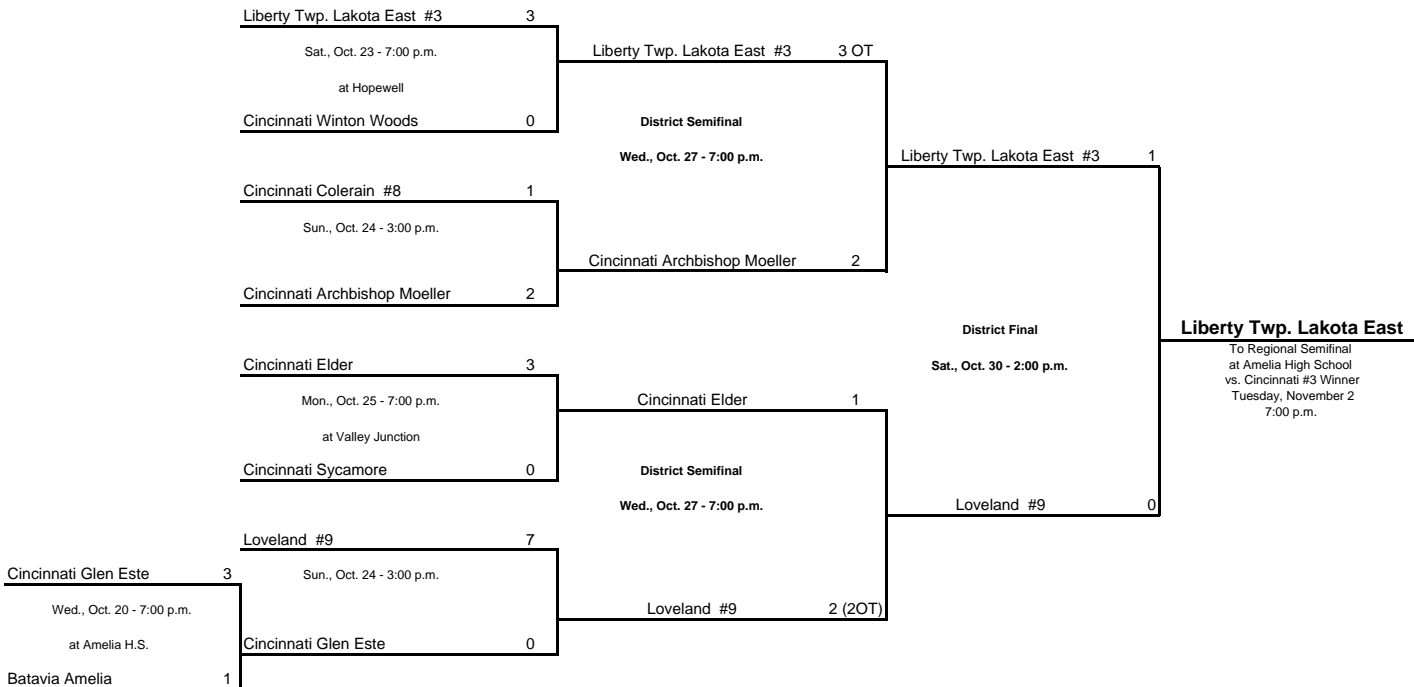 Liberty Twp. Lakota East #3 3
Sat., Oct. 23 - 7:00 p.m.
at Hopewell
Cincinnati Winton Woods 0
Cincinnati Colerain #8 1
Sun., Oct. 24 - 3:00 p.m.
Cincinnati Archbishop Moeller 2
Cincinnati Elder 3
Mon., Oct. 25 - 7:00 p.m.
at Valley Junction
Cincinnati Sycamore 0
Loveland #9 7
Sun., Oct. 24 - 3:00 p.m.
Cincinnati Glen Este 0
Cincinnati Glen Este 3
Wed., Oct. 20 - 7:00 p.m.
at Amelia H.S.
Batavia Amelia 1
Liberty Twp. Lakota East #3 3 OT
District Semifinal
Wed., Oct. 27 - 7:00 p.m.
Cincinnati Archbishop Moeller 2
Cincinnati Elder 1
District Semifinal
Wed., Oct. 27 - 7:00 p.m.
Loveland #9 2 (2OT)
Liberty Twp. Lakota East #3 1
District Final
Sat., Oct. 30 - 2:00 p.m.
Loveland #9 0
Liberty Twp. Lakota East
To Regional Semifinal
at Amelia High School
vs. Cincinnati #3 Winner
Tuesday, November 2
7:00 p.m.